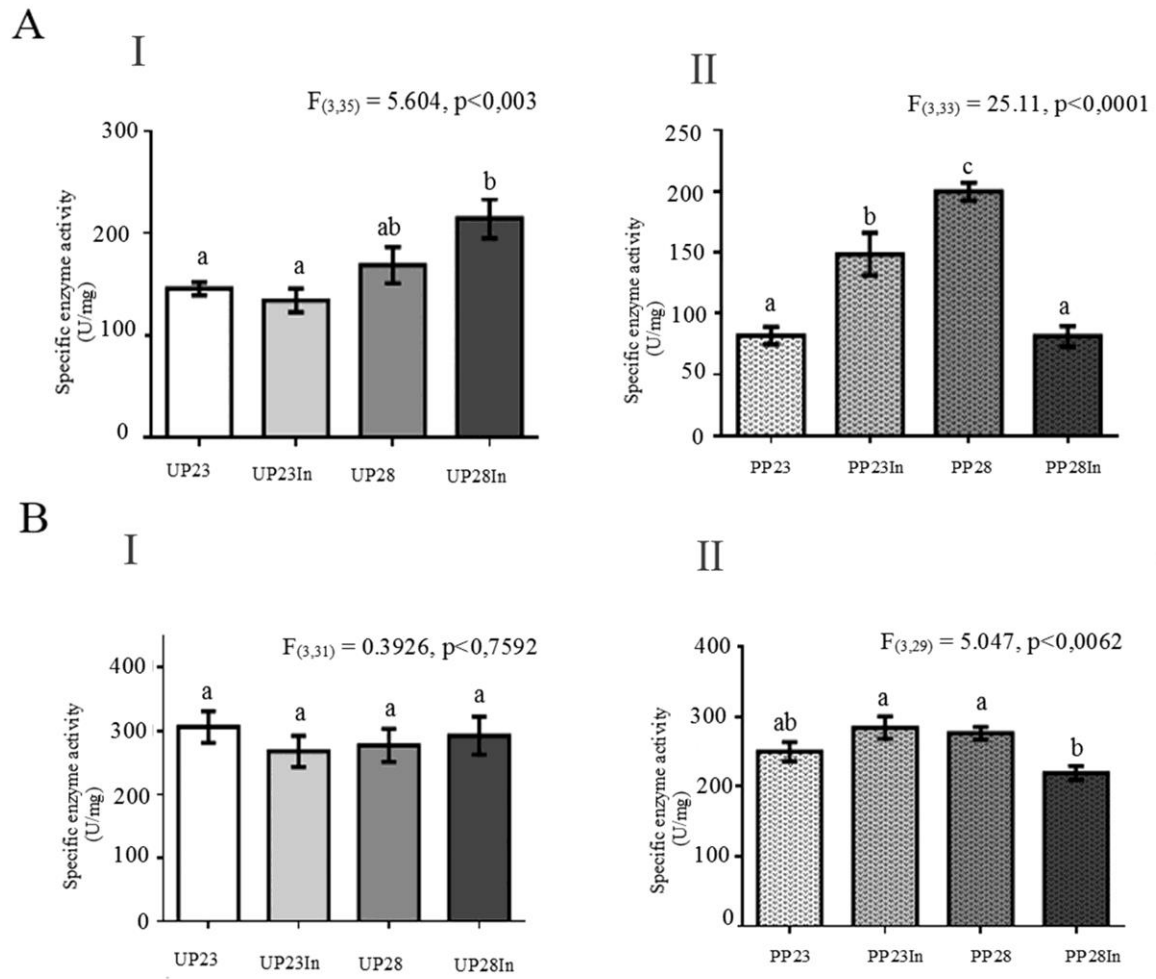 A
I
F(3,35) = 5.604, p<0,003
Specific enzyme activity
(U/mg)
300
200
100
0
a
a
ab
b
UP23
UP23In
UP28
UP28In
II
F(3,33) = 25.11, p<0,0001
Specific enzyme activity
(U/mg)
250
200
150
100
50
0
a
b
c
a
PP23
PP23In
PP28
PP28In
B
I
F(3,31) = 0.3926, p<0,7592
Specific enzyme activity
(U/mg)
400
300
200
100
0
a
a
a
a
UP23
UP23In
UP28
UP28In
II
F(3,29) = 5.047, p<0,0062
Specific enzyme activity
(U/mg)
400
300
200
100
0
ab
a
a
b
PP23
PP23In
PP28
PP28In